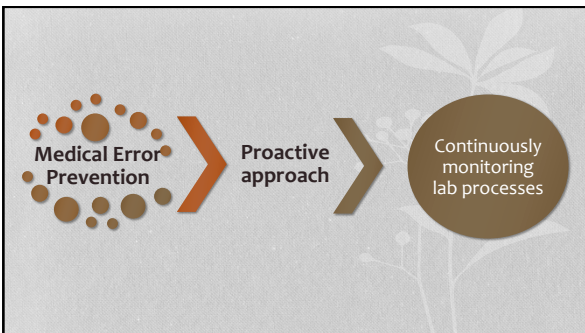 Medical Error
Prevention
Proactive
approach
Continuously
monitoring
lab processes